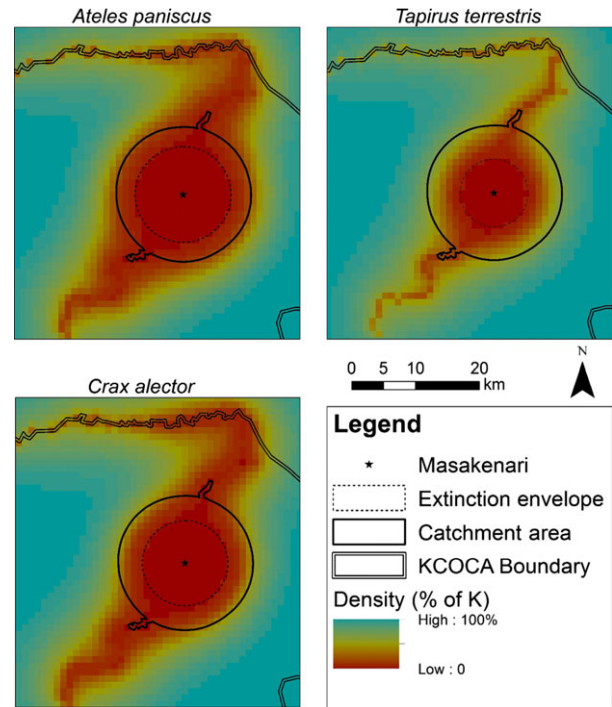 Ateles paniscus
Tapirus terrestris
N
0 5 10 20
km
Crax alector
Legend
Masakenari
Extinction envelope
Catchment area
KCOCA Boundary
Density (% of K)
High : 100%
Low : 0